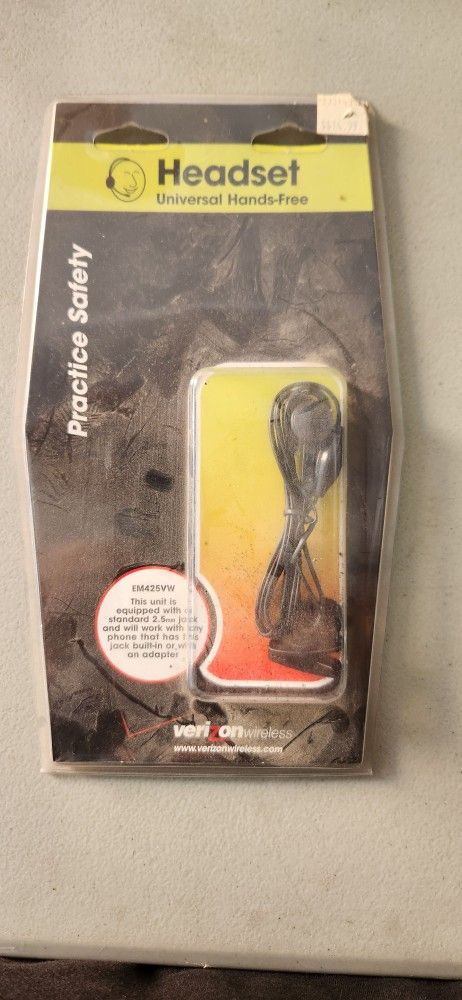 Headset
Universal Hands-Free
Practice Safety
EM425VW
This unit is
equipped with a
standard 2.5mm jack
and will work with any
phone that has this
jack built-in or with
an adapter
verizonwireless
www.verizonwireless.com